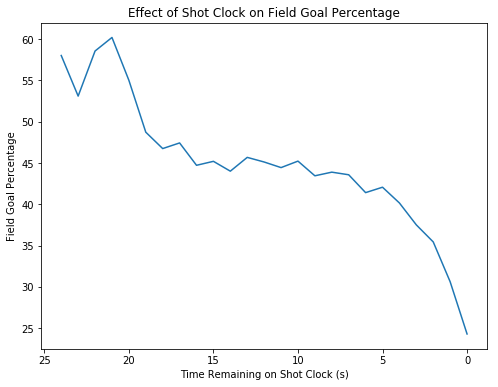 Effect of Shot Clock on Field Goal Percentage
60
55
50
45
40
35
30
25
Field Goal Percentage
25 20 15 10 5 0
Time Remaining on Shot Clock (s)